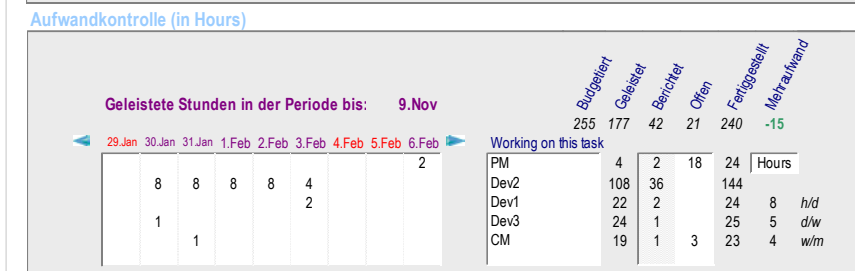 Aufwandkontrolle (in Hours)
Budgetiert Geleistet Berichtet Offen Fertiggestellt Mehraufwand
Geleistete Stunden in der Periode bis: 9.Nov
255 177 42 21 240 -15
29.Jan 30.Jan 31.Jan 1.Feb 2.Feb 3.Feb 4.Feb 5.Feb 6.Feb Working on this task
2 PM 4 2 18 24 Hours
8 8 8 8 4 Dev2 108 36 144
2 Dev1 22 2 24 8 h/d
1 Dev3 24 1 25 5 d/w
1 CM 19 1 3 23 4 w/m